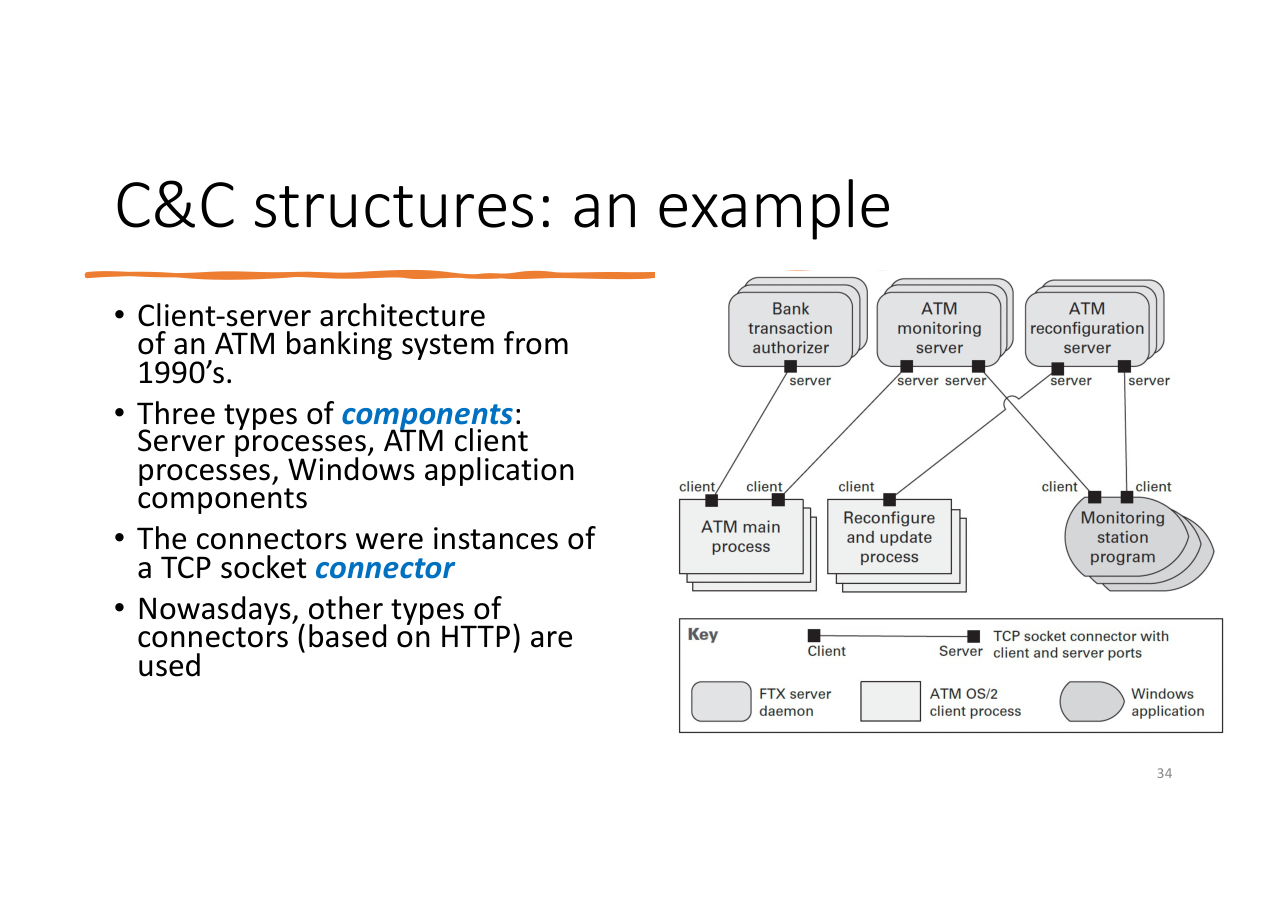 C&C structures: an example
• Client-server architecture
of an ATM banking system from
1990’s.
• Three types of components:
Server processes, ATM client
processes, Windows application
components
• The connectors were instances of
a TCP socket connector
• Nowasdays, other types of
connectors (based on HTTP) are
used
Bank
transaction
authorizer
ATM
monitoring
server
ATM
reconfiguration
server
server
server
server
server
server
client
client
client
client
client
ATM main
process
Reconfigure
and update
process
Monitoring
station
program
Key
Client
Server
TCP socket connector with
client and server ports
FTX server
daemon
ATM OS/2
client process
Windows
application
34